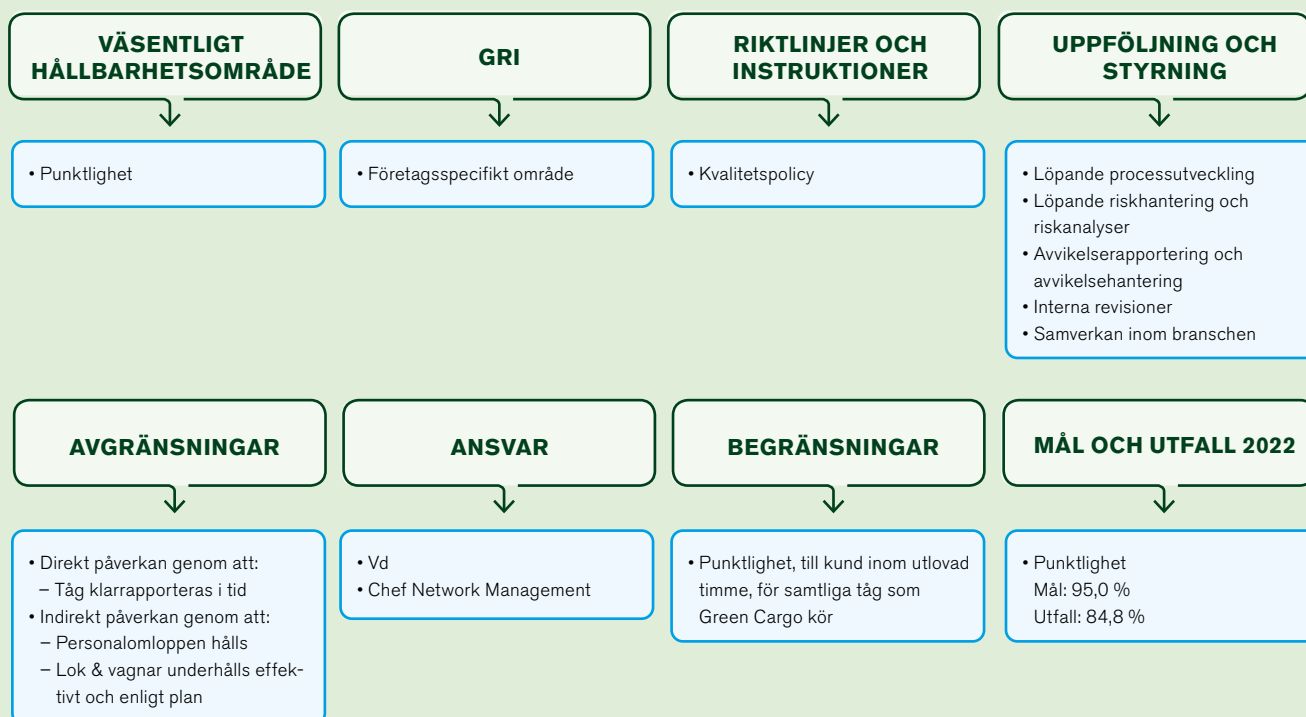 VÄSENTLIGT
HÅLLBARHETSOMRÅDE
• Punktlighet
GRI
• Företagsspecifikt område
RIKTLINJER OCH
INSTRUKTIONER
• Kvalitetspolicy
UPPFÖLJNING OCH
STYRNING
• Löpande processutveckling
• Löpande riskhantering och
riskanalyser
• Avvikelserapportering och
avvikelsehantering
• Interna revisioner
• Samverkan inom branschen
AVGRÄNSNINGAR
• Direkt påverkan genom att:
– Tåg klarrapporteras i tid
• Indirekt påverkan genom att:
– Personalomloppen hålls
– Lok & vagnar underhålls effek-
tivt och enligt plan
ANSVAR
• Vd
• Chef Network Management
BEGRÄNSNINGAR
• Punktlighet, till kund inom utlovad
timme, för samtliga tåg som
Green Cargo kör
MÅL OCH UTFALL 2022
• Punktlighet
Mål: 95,0 %
Utfall: 84,8 %